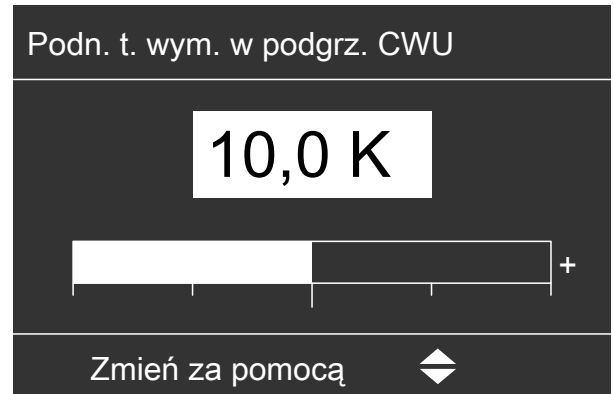 Podn. t. wym. w podgrz. CWU
10,0 K
+
Zmień za pomocą